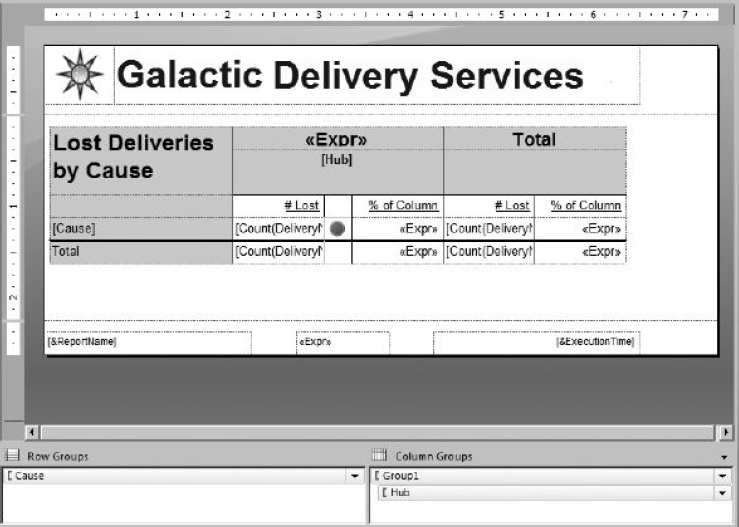 1 2 3 4 5 6 7
Galactic Delivery Services
Lost Deliveries by Cause
«Expr»
[Hub]
Total
# Lost % of Column # Lost % of Column
[Cause] [Count(Delivery «Expr» [Count(Delivery «Expr»
Total [Count(Delivery «Expr» [Count(Delivery «Expr»
1
2
[&ReportName] «Expr» [&ExecutionTime]
Row Groups
Column Groups
[ Cause
[ Group1
[ Hub